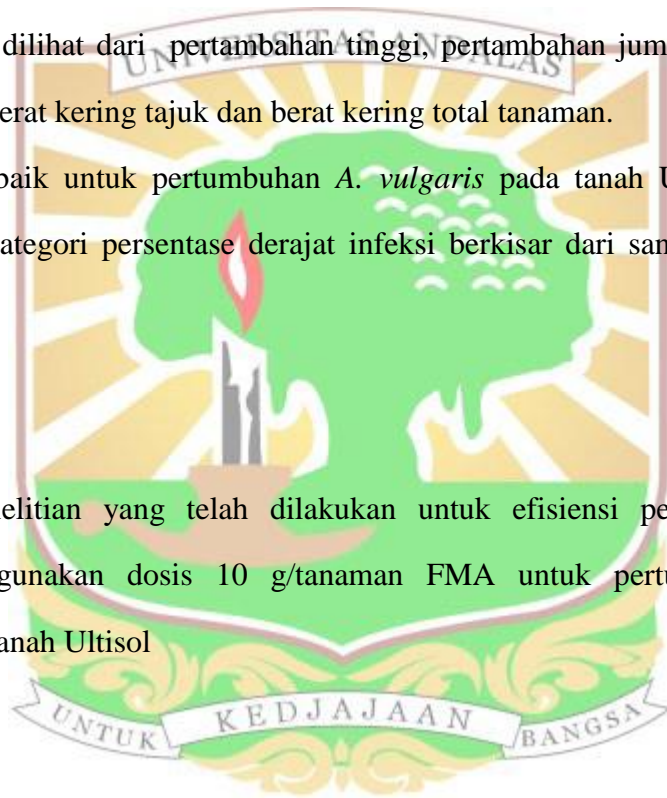 UNIVERSITAS ANDALAS
dilihat dari pertambahan tinggi, pertambahan jum
erat kering tajuk dan berat kering total tanaman.
baik untuk pertumbuhan A. vulgaris pada tanah U
ategori persentase derajat infeksi berkisar dari san
elitian yang telah dilakukan untuk efisiensi pe
gunakan dosis 10 g/tanaman FMA untuk pertu
anah Ultisol
UNTUK KEDJAJAAN BANGSA